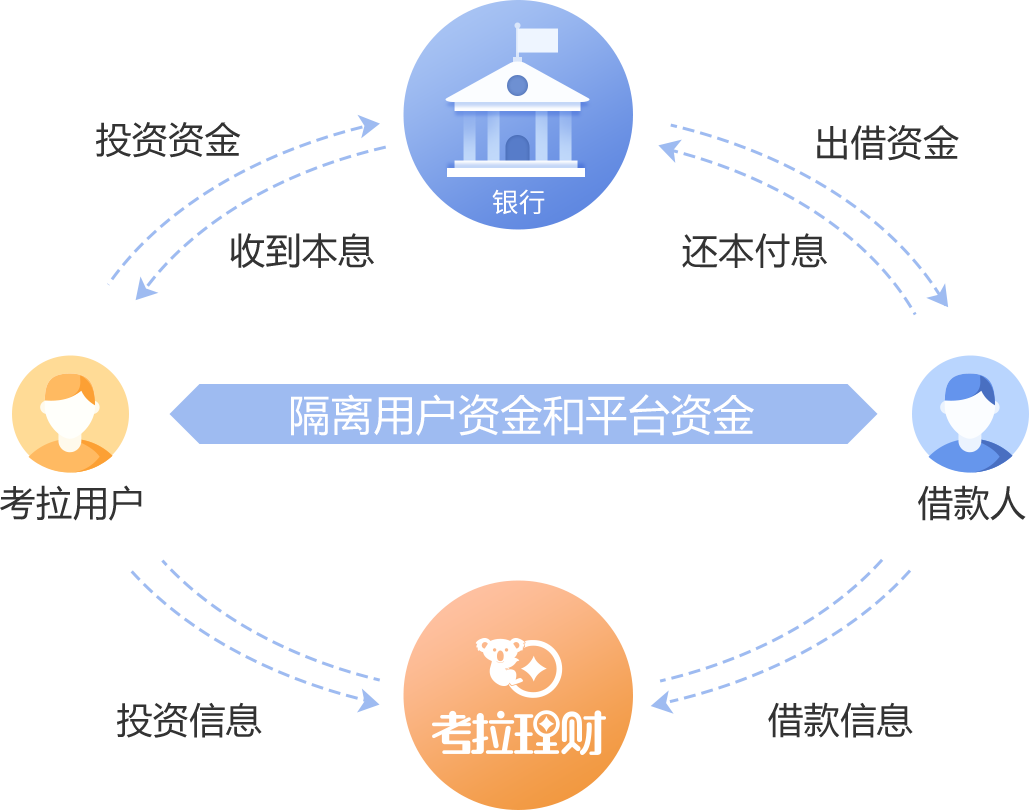 投资资金
出借资金
银行
收到本息
还本付息
隔离用户资金和平台资金
考拉用户
借款人
投资信息
考拉理财
借款信息